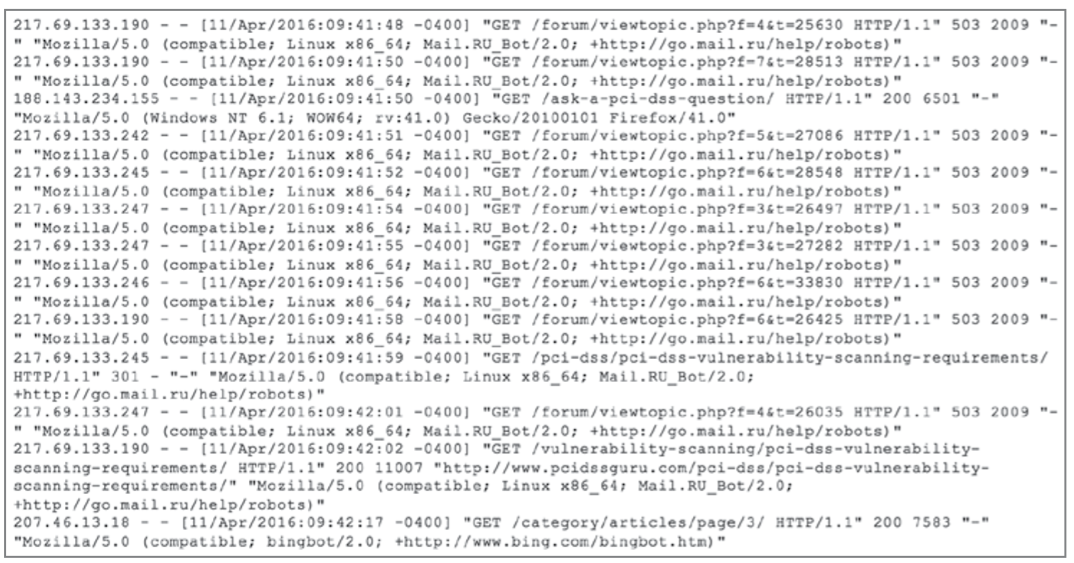 217.69.133.190 - - [11/Apr/2016:09:41:48 -0400] "GET /forum/viewtopic.php?f=4&t=25630 HTTP/1.1" 503 2009 "-
" "Mozilla/5.0 (compatible; Linux x86_64; Mail.RU_Bot/2.0; +http://go.mail.ru/help/robots)"
217.69.133.190 - - [11/Apr/2016:09:41:50 -0400] "GET /forum/viewtopic.php?f=7&t=28513 HTTP/1.1" 503 2009 "-
" "Mozilla/5.0 (compatible; Linux x86_64; Mail.RU_Bot/2.0; +http://go.mail.ru/help/robots)"
188.143.234.155 - - [11/Apr/2016:09:41:50 -0400] "GET /ask-a-pci-dss-question/ HTTP/1.1" 200 6501 "-"
"Mozilla/5.0 (Windows NT 6.1; WOW64; rv:41.0) Gecko/20100101 Firefox/41.0"
217.69.133.242 - - [11/Apr/2016:09:41:51 -0400] "GET /forum/viewtopic.php?f=5&t=27086 HTTP/1.1" 503 2009 "-
" "Mozilla/5.0 (compatible; Linux x86_64; Mail.RU_Bot/2.0; +http://go.mail.ru/help/robots)"
217.69.133.245 - - [11/Apr/2016:09:41:52 -0400] "GET /forum/viewtopic.php?f=6&t=28548 HTTP/1.1" 503 2009 "-
" "Mozilla/5.0 (compatible; Linux x86_64; Mail.RU_Bot/2.0; +http://go.mail.ru/help/robots)"
217.69.133.247 - - [11/Apr/2016:09:41:54 -0400] "GET /forum/viewtopic.php?f=3&t=26497 HTTP/1.1" 503 2009 "-
" "Mozilla/5.0 (compatible; Linux x86_64; Mail.RU_Bot/2.0; +http://go.mail.ru/help/robots)"
217.69.133.247 - - [11/Apr/2016:09:41:55 -0400] "GET /forum/viewtopic.php?f=3&t=27282 HTTP/1.1" 503 2009 "-
" "Mozilla/5.0 (compatible; Linux x86_64; Mail.RU_Bot/2.0; +http://go.mail.ru/help/robots)"
217.69.133.246 - - [11/Apr/2016:09:41:56 -0400] "GET /forum/viewtopic.php?f=6&t=33830 HTTP/1.1" 503 2009 "-
" "Mozilla/5.0 (compatible; Linux x86_64; Mail.RU_Bot/2.0; +http://go.mail.ru/help/robots)"
217.69.133.190 - - [11/Apr/2016:09:41:58 -0400] "GET /forum/viewtopic.php?f=6&t=26425 HTTP/1.1" 503 2009 "-
" "Mozilla/5.0 (compatible; Linux x86_64; Mail.RU_Bot/2.0; +http://go.mail.ru/help/robots)"
217.69.133.245 - - [11/Apr/2016:09:41:59 -0400] "GET /pci-dss/pci-dss-vulnerability-scanning-requirements/
HTTP/1.1" 301 - "-" "Mozilla/5.0 (compatible; Linux x86_64; Mail.RU_Bot/2.0;
+http://go.mail.ru/help/robots)"
217.69.133.247 - - [11/Apr/2016:09:42:01 -0400] "GET /forum/viewtopic.php?f=4&t=26035 HTTP/1.1" 503 2009 "-
" "Mozilla/5.0 (compatible; Linux x86_64; Mail.RU_Bot/2.0; +http://go.mail.ru/help/robots)"
217.69.133.190 - - [11/Apr/2016:09:42:02 -0400] "GET /vulnerability-scanning/pci-dss-vulnerability-
scanning-requirements/ HTTP/1.1" 200 11007 "http://www.pcidssguru.com/pci-dss/pci-dss-vulnerability-
scanning-requirements/" "Mozilla/5.0 (compatible; Linux x86_64; Mail.RU_Bot/2.0;
+http://go.mail.ru/help/robots)"
207.46.13.18 - - [11/Apr/2016:09:42:17 -0400] "GET /category/articles/page/3/ HTTP/1.1" 200 7583 "-"
"Mozilla/5.0 (compatible; bingbot/2.0; +http://www.bing.com/bingbot.htm)"